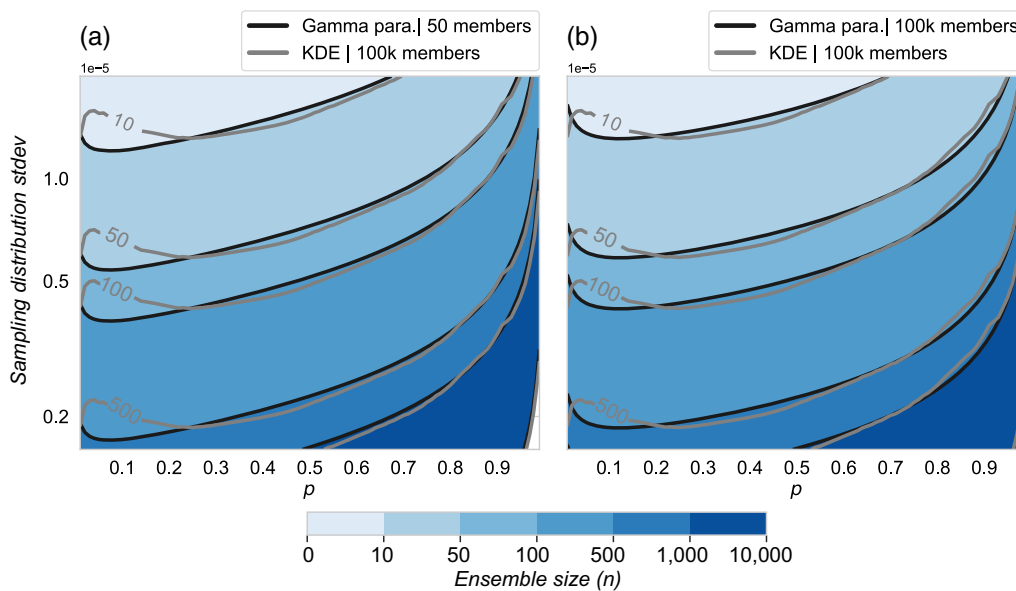 (a)
Gamma para.| 50 members
KDE | 100k members
(b)
Gamma para.| 100k members
KDE | 100k members
1e-5
1e-5
Sampling distribution stdev
1.0
0.5
0.2
10
50
100
500
10
50
100
500
0.1 0.2 0.3 0.4 0.5 0.6 0.7 0.8 0.9
p
0.1 0.2 0.3 0.4 0.5 0.6 0.7 0.8 0.9
p
0 10 50 100 500 1,000 10,000
Ensemble size (n)